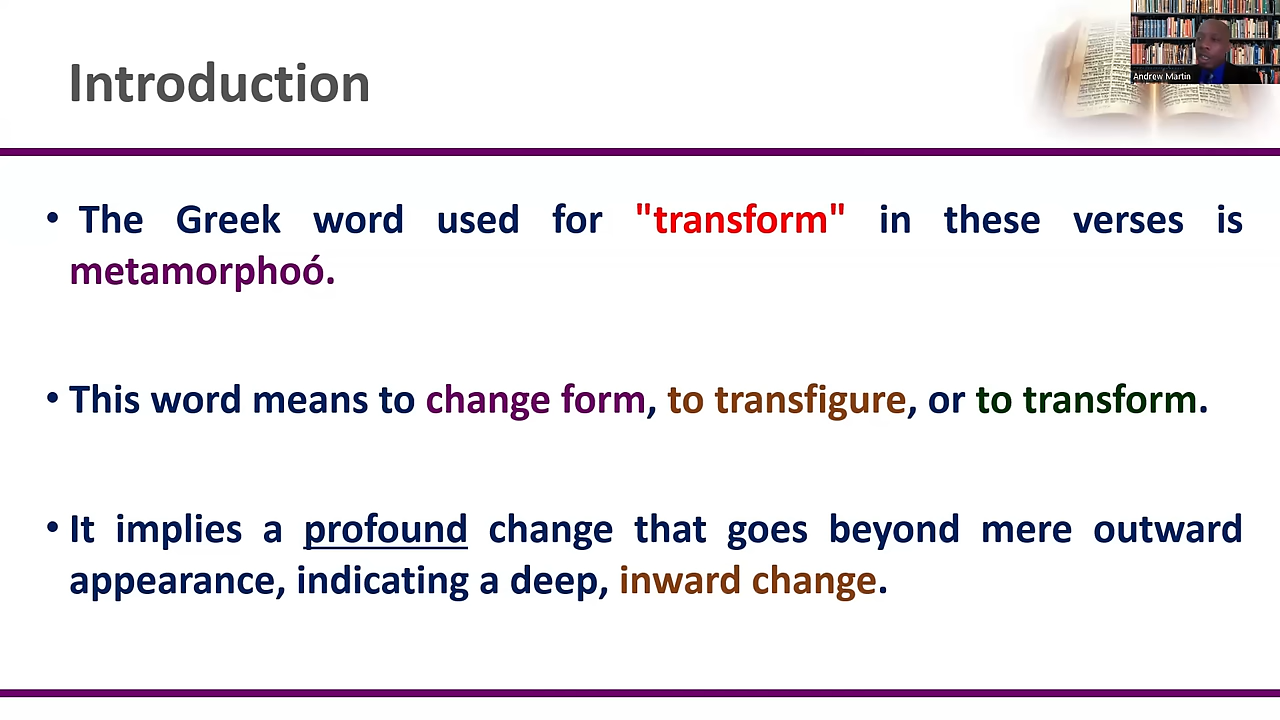 Introduction
Andrew Martin
• The Greek word used for "transform" in these verses is
metamorphoó.
• This word means to change form, to transfigure, or to transform.
• It implies a profound change that goes beyond mere outward
appearance, indicating a deep, inward change.